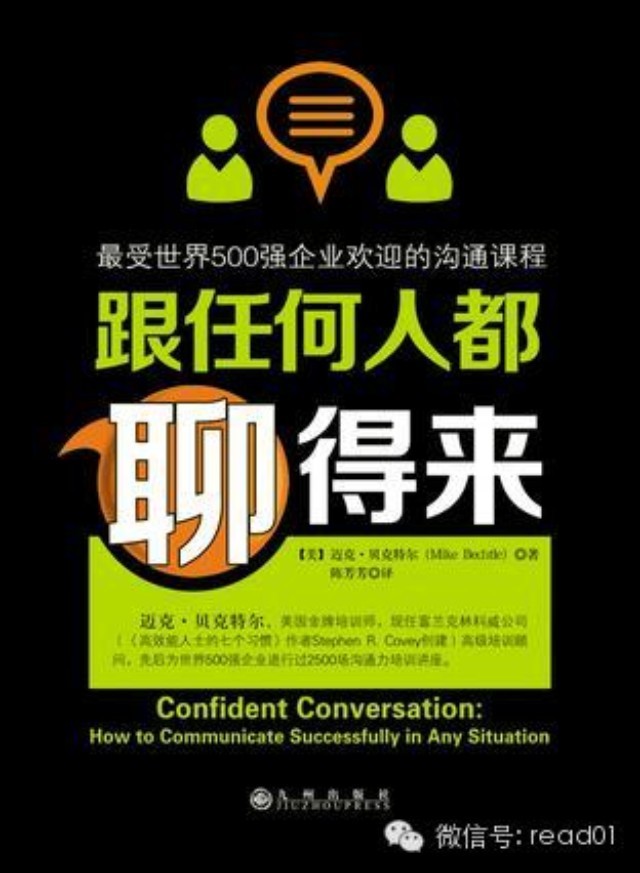 最受世界500强企业欢迎的沟通课程
跟任何人都
聊得来
【美】迈克·贝克特尔（Mike Bechtle）◎著
陈芳芳◎译
迈克·贝克特尔，美国金牌培训师，现任富兰克林科威公司
（《高效能人士的七个习惯》作者Stephen R. Covey创建）高级培训顾
问，先后为世界500强企业进行过2500场沟通力培训讲座。
Confident Conversation:
How to Communicate Successfully in Any Situation
九州出版社
JIUZHOUPRESS
微信号: read01